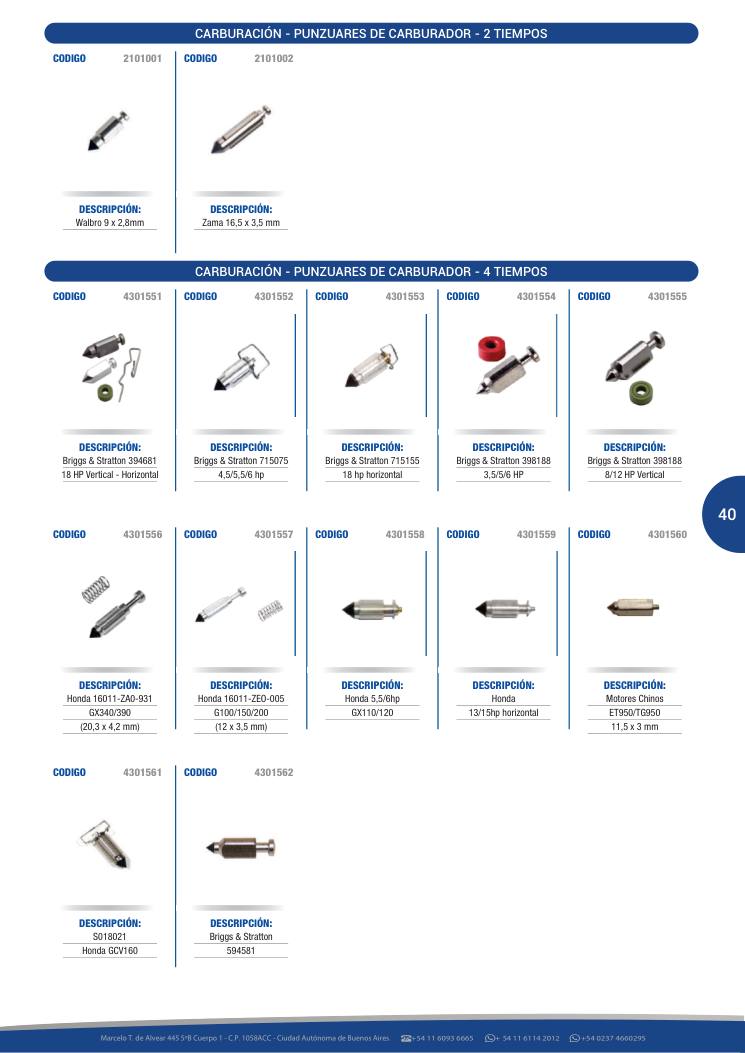 CARBURACIÓN - PUNZUARES DE CARBURADOR - 2 TIEMPOS
CODIGO 2101001
DESCRIPCIÓN:
Walbro 9 x 2,8mm
CODIGO 2101002
DESCRIPCIÓN:
Zama 16,5 x 3,5 mm
CARBURACIÓN - PUNZUARES DE CARBURADOR - 4 TIEMPOS
CODIGO 4301551
DESCRIPCIÓN:
Briggs & Stratton 394681
18 HP Vertical - Horizontal
CODIGO 4301552
DESCRIPCIÓN:
Briggs & Stratton 715075
4,5/5,5/6 hp
CODIGO 4301553
DESCRIPCIÓN:
Briggs & Stratton 715155
18 hp horizontal
CODIGO 4301554
DESCRIPCIÓN:
Briggs & Stratton 398188
3,5/5/6 HP
CODIGO 4301555
DESCRIPCIÓN:
Briggs & Stratton 398188
8/12 HP Vertical
40
CODIGO 4301556
DESCRIPCIÓN:
Honda 16011-ZA0-931
GX340/390
(20,3 x 4,2 mm)
CODIGO 4301557
DESCRIPCIÓN:
Honda 16011-ZE0-005
G100/150/200
(12 x 3,5 mm)
CODIGO 4301558
DESCRIPCIÓN:
Honda 5,5/6hp
GX110/120
CODIGO 4301559
DESCRIPCIÓN:
Honda
13/15hp horizontal
CODIGO 4301560
DESCRIPCIÓN:
Motores Chinos
ET950/TG950
11,5 x 3 mm
CODIGO 4301561
DESCRIPCIÓN:
S018021
Honda GCV160
CODIGO 4301562
DESCRIPCIÓN:
Briggs & Stratton
594581
Marcelo T. de Alvear 445 5ºB Cuerpo 1 - C.P. 1058ACC - Ciudad Autónoma de Buenos Aires. +54 11 6093 6665 + 54 11 6114 2012 +54 0237 4660295